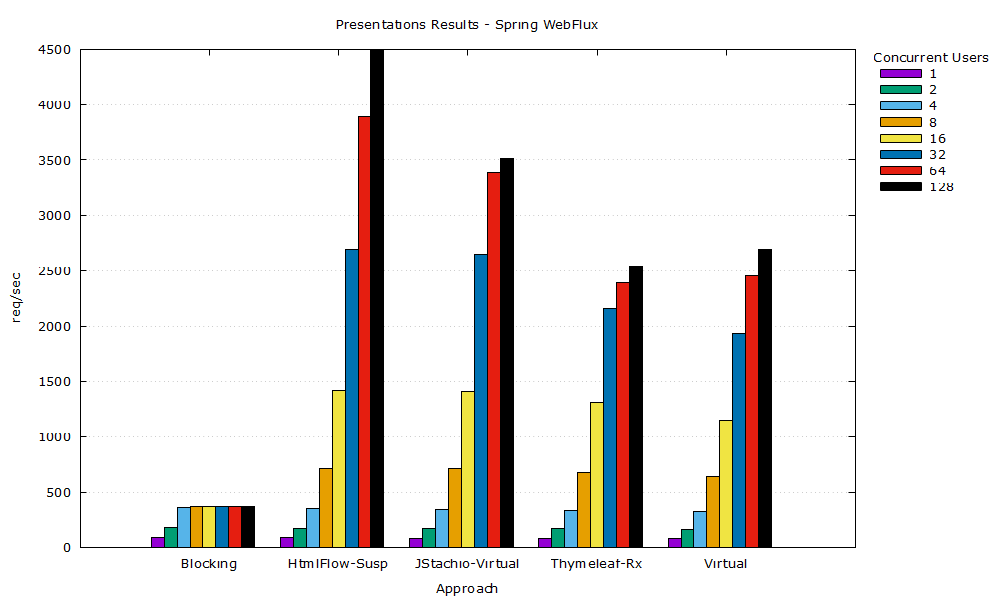 Presentations Results - Spring WebFlux
Concurrent Users
1
2
4
8
16
32
64
128
4500
4000
3500
3000
2500
2000
1500
1000
500
0
req/sec
Blocking
HtmlFlow-Susp
JStachio-Virtual
Thymeleaf-Rx
Virtual
Approach